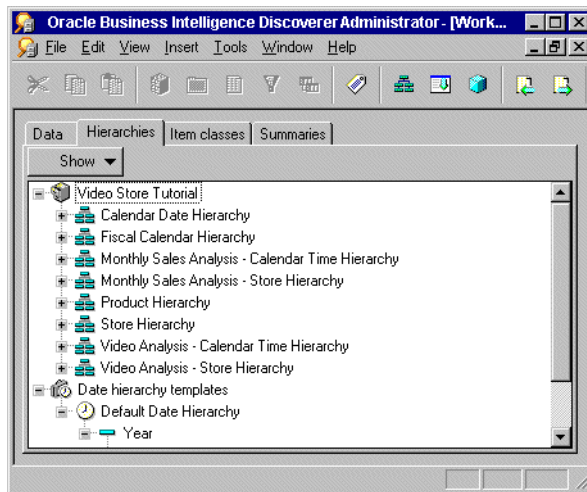 Oracle Business Intelligence Discoverer Administrator - [Work...
File Edit View Insert Tools Window Help
Data Hierarchies Item classes Summaries
Show
Video Store Tutorial
Calendar Date Hierarchy
Fiscal Calendar Hierarchy
Monthly Sales Analysis - Calendar Time Hierarchy
Monthly Sales Analysis - Store Hierarchy
Product Hierarchy
Store Hierarchy
Video Analysis - Calendar Time Hierarchy
Video Analysis - Store Hierarchy
Date hierarchy templates
Default Date Hierarchy
Year